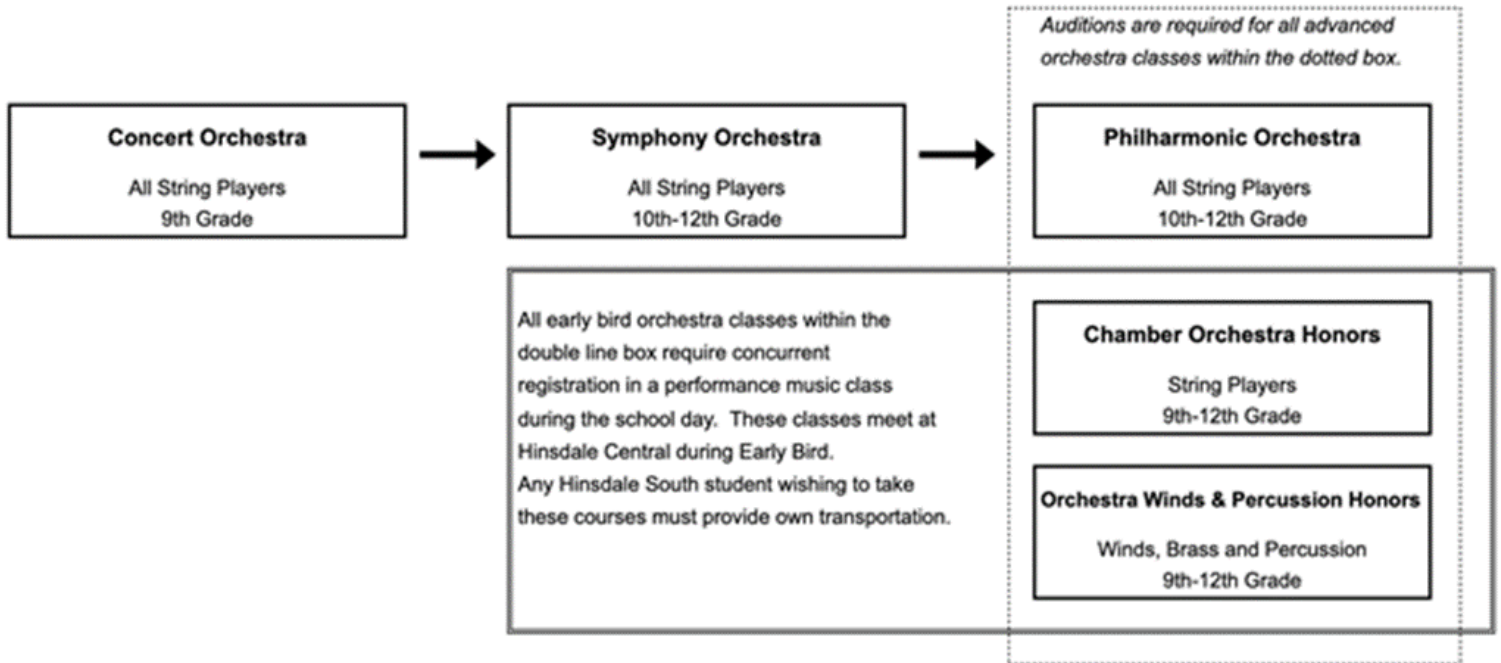 Auditions are required for all advanced
orchestra classes within the dotted box.
Concert Orchestra
All String Players
9th Grade
Symphony Orchestra
All String Players
10th-12th Grade
Philharmonic Orchestra
All String Players
10th-12th Grade
All early bird orchestra classes within the
double line box require concurrent
registration in a performance music class
during the school day.  These classes meet at
Hinsdale Central during Early Bird.
Any Hinsdale South student wishing to take
these courses must provide own transportation.
Chamber Orchestra Honors
String Players
9th-12th Grade
Orchestra Winds & Percussion Honors
Winds, Brass and Percussion
9th-12th Grade